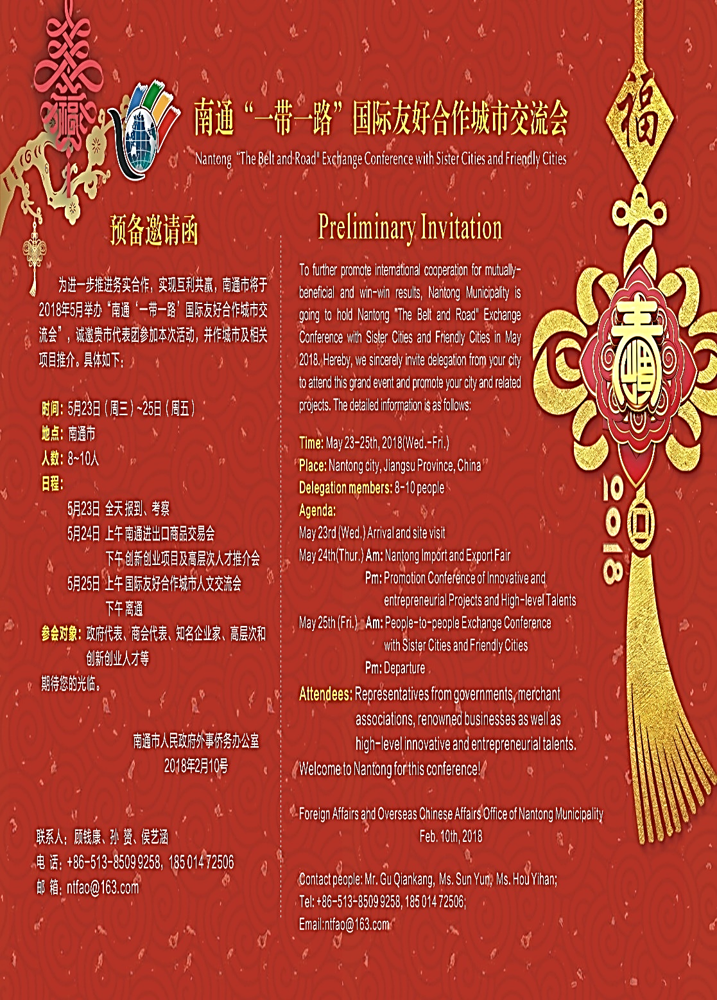 福
南通“一带一路”国际友好合作城市交流会
Nantong “The Belt and Road" Exchange Conference with Sister Cities and Friendly Cities
预备邀请函
为进一步推进务实合作，实现互利共赢，南通市将于
2018年5月举办“南通‘一带一路’国际友好合作城市交
流会”，诚邀贵市代表团参加本次活动，并作城市及相关
项目推介。具体如下：
时间：5月23日（周三）~25日（周五）
地点：南通市
人数：8~10人
日程：
5月23日 全天 报到、考察
5月24日 上午 南通进出口商品交易会
下午 创新创业项目及高层次人才推介会
5月25日 上午 国际友好合作城市人文交流会
下午 离通
参会对象：政府代表、商会代表、知名企业家、高层次和
创新创业人才等
期待您的光临。
南通市人民政府外事侨务办公室
2018年2月10号
联系人：顾钱康、孙 赟、侯艺涵
电 话：+86-513-8509 9258，185 014 72506
邮 箱：ntfao@163.com
Preliminary Invitation
To further promote international cooperation for mutually-
beneficial and win-win results, Nantong Municipality is
going to hold Nantong "The Belt and Road" Exchange
Conference with Sister Cities and Friendly Cities in May
2018. Hereby, we sincerely invite delegation from your city
to attend this grand event and promote your city and related
projects. The detailed information is as follows:
Time: May 23-25th, 2018(Wed.-Fri.)
Place: Nantong city, Jiangsu Province, China
Delegation members: 8-10 people
Agenda:
May 23rd (Wed.) Arrival and site visit
May 24th(Thur.) Am: Nantong Import and Export Fair
Pm: Promotion Conference of Innovative and
entrepreneurial Projects and High-level Talents
May 25th (Fri.) Am: People-to-people Exchange Conference
with Sister Cities and Friendly Cities
Pm: Departure
Attendees: Representatives from governments, merchant
associations, renowned businesses as well as
high-level innovative and entrepreneurial talents.
Welcome to Nantong for this conference!
Foreign Affairs and Overseas Chinese Affairs Office of Nantong Municipality
Feb. 10th, 2018
Contact people: Mr. Gu Qiankang, Ms. Sun Yun, Ms. Hou Yihan;
Tel: +86-513-8509 9258, 185 014 72506;
Email:ntfao@163.com
福
春
2018